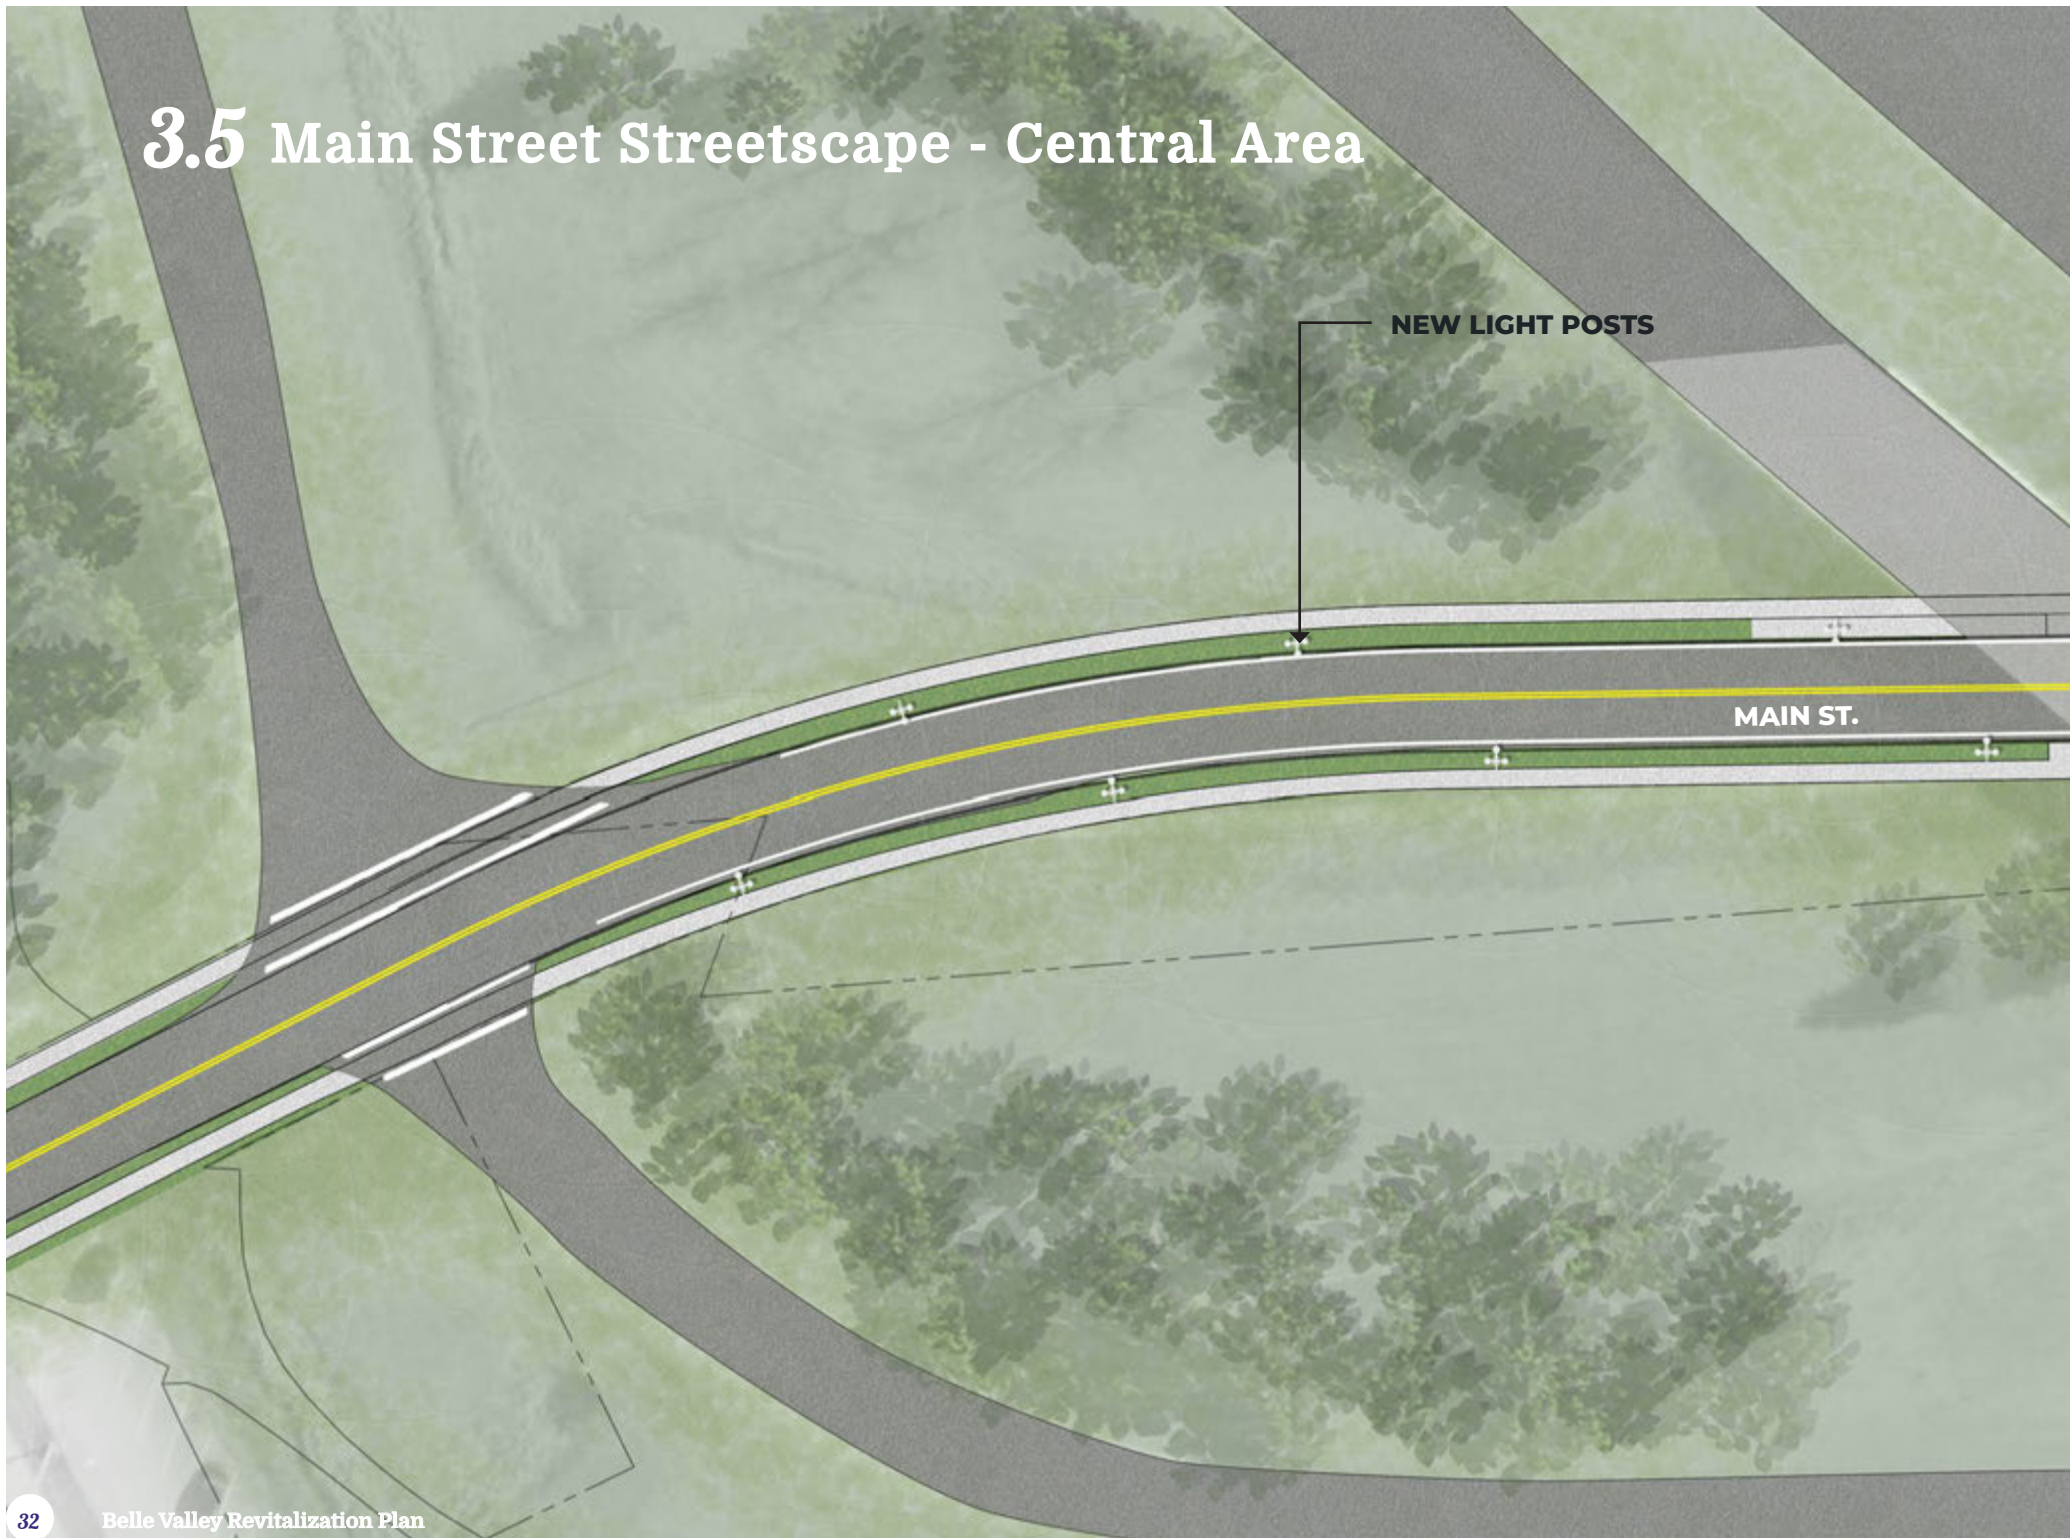 3.5 Main Street Streetscape - Central Area
NEW LIGHT POSTS
MAIN ST.
32 Belle Valley Revitalization Plan